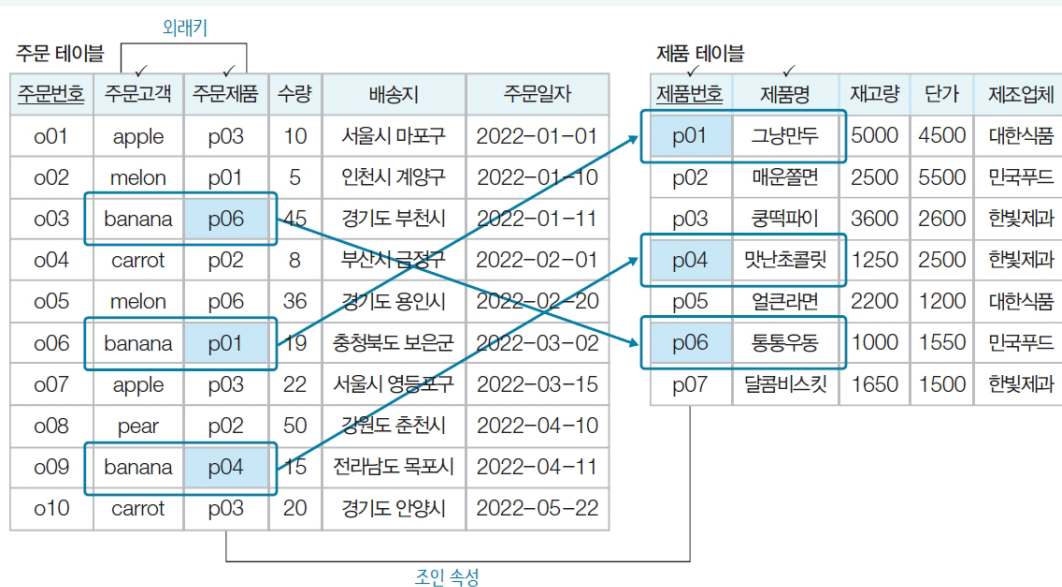 외래키
주문 테이블
주문번호 주문고객 주문제품 수량 배송지 주문일자
o01 apple p03 10 서울시 마포구 2022-01-01
o02 melon p01 5 인천시 계양구 2022-01-10
o03 banana p06 45 경기도 부천시 2022-01-11
o04 carrot p02 8 부산시 금정구 2022-02-01
o05 melon p06 36 경기도 용인시 2022-02-20
o06 banana p01 19 충청북도 보은군 2022-03-02
o07 apple p03 22 서울시 영등포구 2022-03-15
o08 pear p02 50 강원도 춘천시 2022-04-10
o09 banana p04 15 전라남도 목포시 2022-04-11
o10 carrot p03 20 경기도 안양시 2022-05-22
제품 테이블
제품번호 제품명 재고량 단가 제조업체
p01 그냥만두 5000 4500 대한식품
p02 매운쫄면 2500 5500 민국푸드
p03 쿵떡파이 3600 2600 한빛제과
p04 맛난초콜릿 1250 2500 한빛제과
p05 얼큰라면 2200 1200 대한식품
p06 통통우동 1000 1550 민국푸드
p07 달콤비스킷 1650 1500 한빛제과
조인 속성